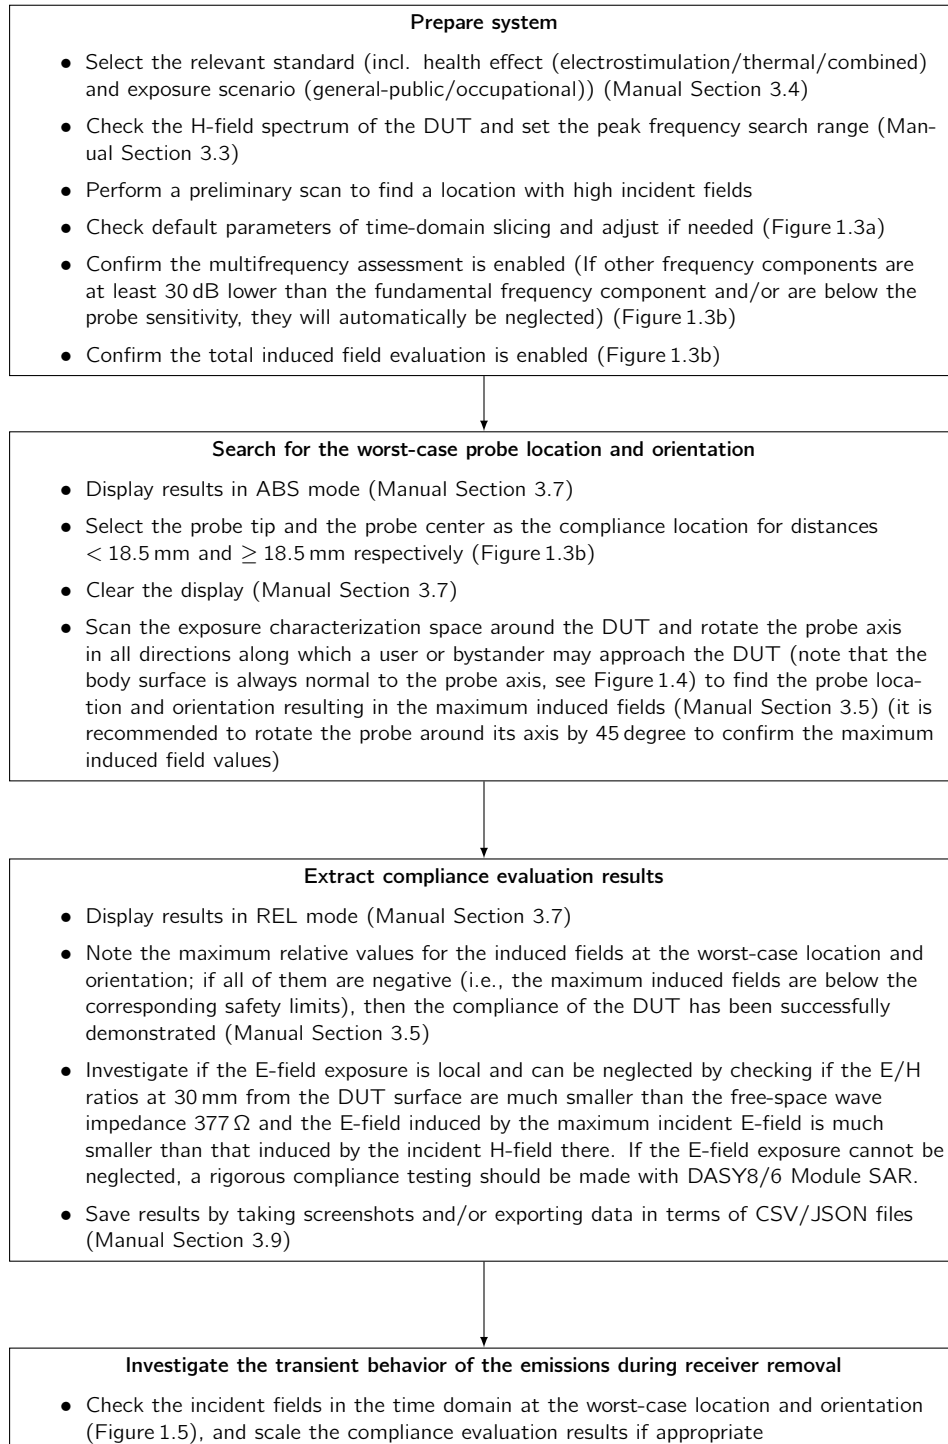 Prepare system
• Select the relevant standard (incl. health effect (electrostimulation/thermal/combined)
and exposure scenario (general-public/occupational)) (Manual Section 3.4)
• Check the H-field spectrum of the DUT and set the peak frequency search range (Man-
ual Section 3.3)
• Perform a preliminary scan to find a location with high incident fields
• Check default parameters of time-domain slicing and adjust if needed (Figure 1.3a)
• Confirm the multifrequency assessment is enabled (If other frequency components are
at least 30 dB lower than the fundamental frequency component and/or are below the
probe sensitivity, they will automatically be neglected) (Figure 1.3b)
• Confirm the total induced field evaluation is enabled (Figure 1.3b)
Search for the worst-case probe location and orientation
• Display results in ABS mode (Manual Section 3.7)
• Select the probe tip and the probe center as the compliance location for distances
< 18.5 mm and ≥ 18.5 mm respectively (Figure 1.3b)
• Clear the display (Manual Section 3.7)
• Scan the exposure characterization space around the DUT and rotate the probe axis
in all directions along which a user or bystander may approach the DUT (note that the
body surface is always normal to the probe axis, see Figure 1.4) to find the probe loca-
tion and orientation resulting in the maximum induced fields (Manual Section 3.5) (it is
recommended to rotate the probe around its axis by 45 degree to confirm the maximum
induced field values)
Extract compliance evaluation results
• Display results in REL mode (Manual Section 3.7)
• Note the maximum relative values for the induced fields at the worst-case location and
orientation; if all of them are negative (i.e., the maximum induced fields are below the
corresponding safety limits), then the compliance of the DUT has been successfully
demonstrated (Manual Section 3.5)
• Investigate if the E-field exposure is local and can be neglected by checking if the E/H
ratios at 30 mm from the DUT surface are much smaller than the free-space wave
impedance 377 Ω and the E-field induced by the maximum incident E-field is much
smaller than that induced by the incident H-field there. If the E-field exposure cannot be
neglected, a rigorous compliance testing should be made with DASY8/6 Module SAR.
• Save results by taking screenshots and/or exporting data in terms of CSV/JSON files
(Manual Section 3.9)
Investigate the transient behavior of the emissions during receiver removal
• Check the incident fields in the time domain at the worst-case location and orientation
(Figure 1.5), and scale the compliance evaluation results if appropriate